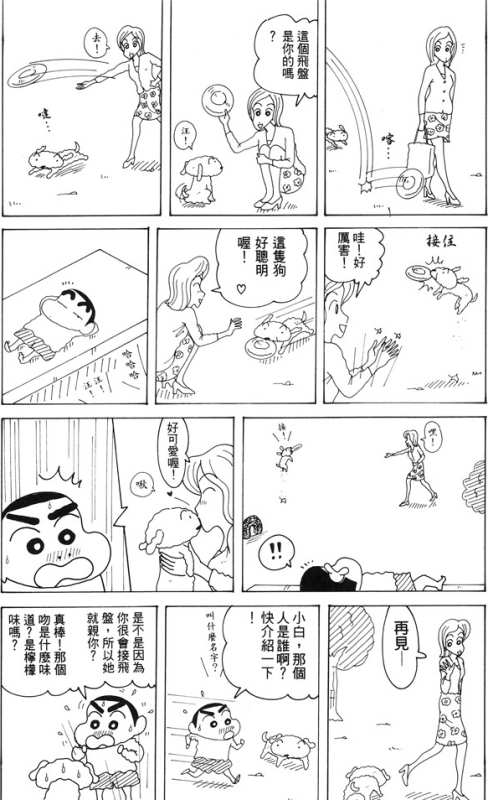 喀…
這個飛盤
是你的嗎
？
汪！
去！
哇…
接住
哇！好
厲害！
這隻狗
好聰明
喔！
哈哈哈
汪汪！
嘿！
接！
!!
好可愛喔！
啾
再見—
小白，那個
人是誰啊？
快介紹一下
叫什麼名字？
是不是因為
你很會接飛
盤，所以她
就親你？
真棒！那個
吻是什麼味
道？是檸檬
味嗎？